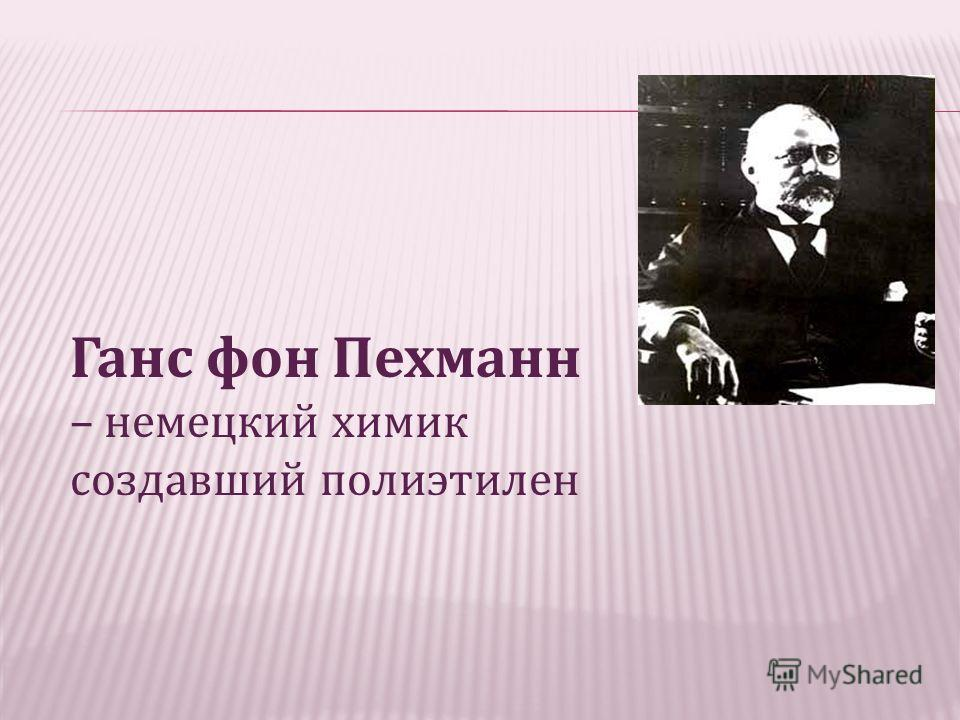 Ганс фон Пехманн
– немецкий химик
создавший полиэтилен
MyShared